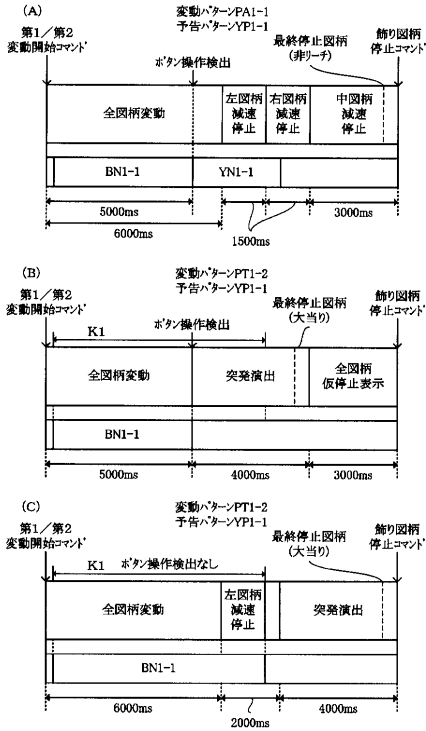 (A)
変動パターンPA1-1
予告パターンYP1-1
第1／第2
変動開始コマンド
ボタン操作検出
最終停止図柄
(非リーチ)
飾り図柄
停止コマンド
全図柄変動
左図柄
減速
停止
右図柄
減速
停止
中図柄
減速
停止
BN1-1
YN1-1
5000ms
3000ms
6000ms
1500ms
(B)
変動パターンPT1-2
予告パターンYP1-1
第1／第2
変動開始コマンド
K1
ボタン操作検出
最終停止図柄
(大当り)
飾り図柄
停止コマンド
全図柄変動
突発演出
全図柄
仮停止表示
BN1-1
5000ms
4000ms
3000ms
(C)
変動パターンPT1-2
予告パターンYP1-1
第1／第2
変動開始コマンド
K1
ボタン操作検出なし
最終停止図柄
(大当り)
飾り図柄
停止コマンド
全図柄変動
左図柄
減速
停止
突発演出
BN1-1
6000ms
4000ms
2000ms